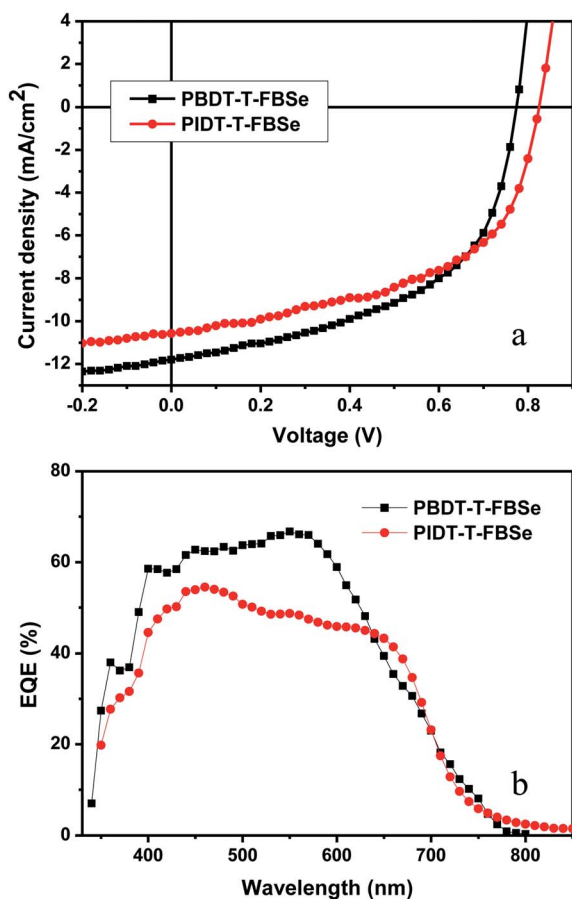 4
2
0
-2
-4
-6
-8
-10
-12
Current density (mA/cm²)
PBDT-T-FBSe
PIDT-T-FBSe
a
-0.2 0.0 0.2 0.4 0.6 0.8
Voltage (V)
80
60
40
20
0
EQE (%)
PBDT-T-FBSe
PIDT-T-FBSe
b
400 500 600 700 800
Wavelength (nm)